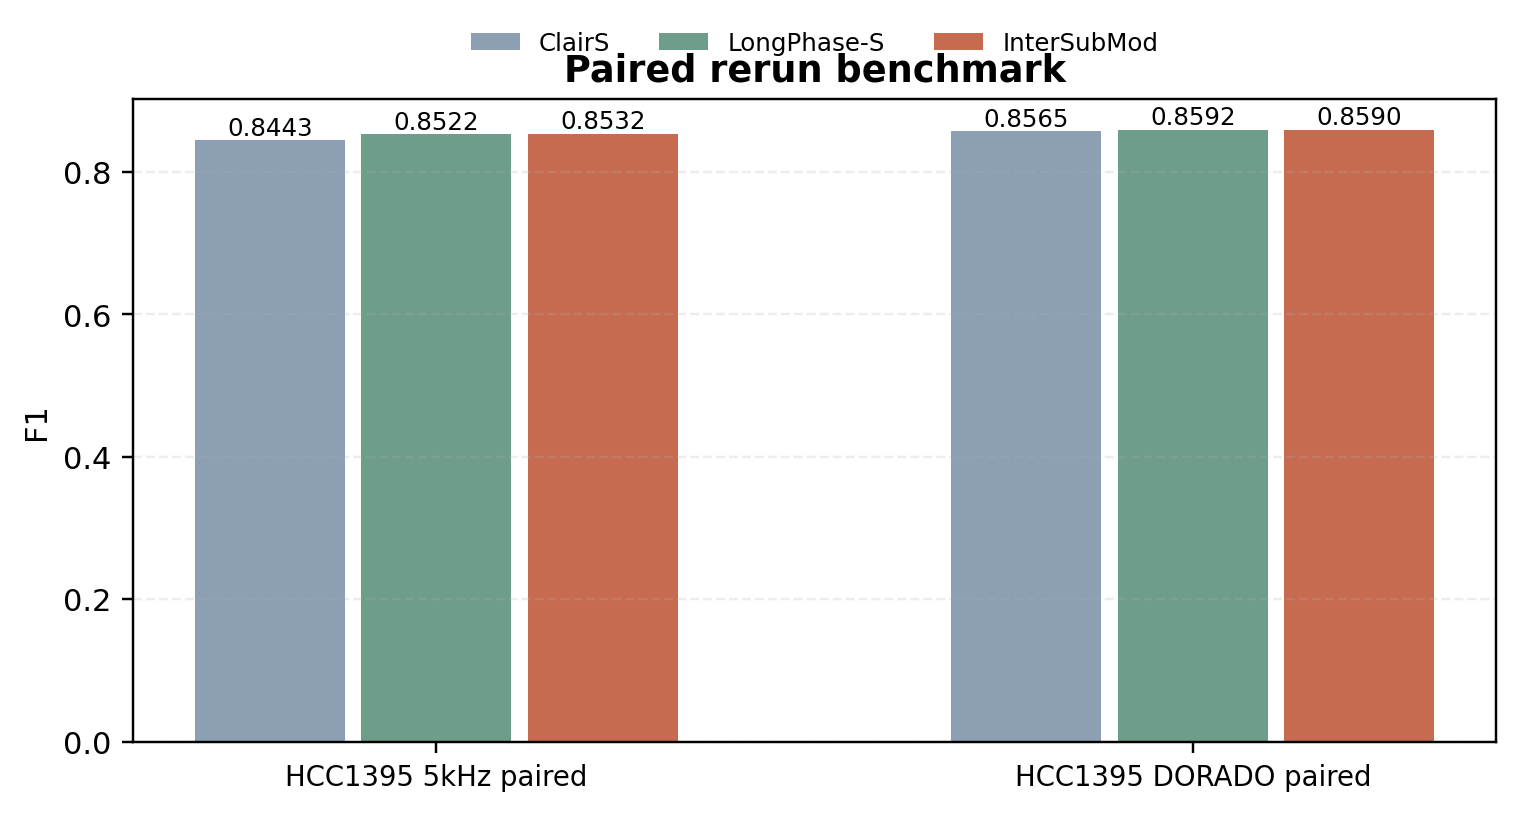 ClairS LongPhase-S InterSubMod
Paired rerun benchmark
0.8443 0.8522 0.8532 0.8565 0.8592 0.8590
0.8
0.6
0.4
0.2
0.0
F1
HCC1395 5kHz paired HCC1395 DORADO paired